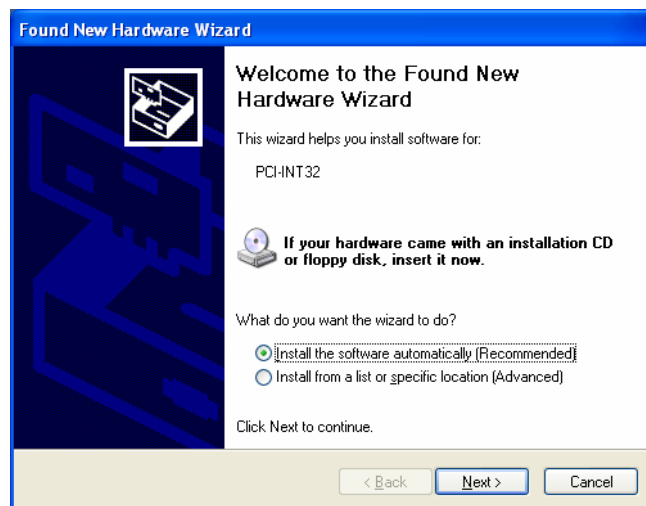 Found New Hardware Wizard
Welcome to the Found New
Hardware Wizard
This wizard helps you install software for:
PCI-INT32
If your hardware came with an installation CD
or floppy disk, insert it now.
What do you want the wizard to do?
Install the software automatically (Recommended)
Install from a list or specific location (Advanced)
Click Next to continue.
< Back Next > Cancel